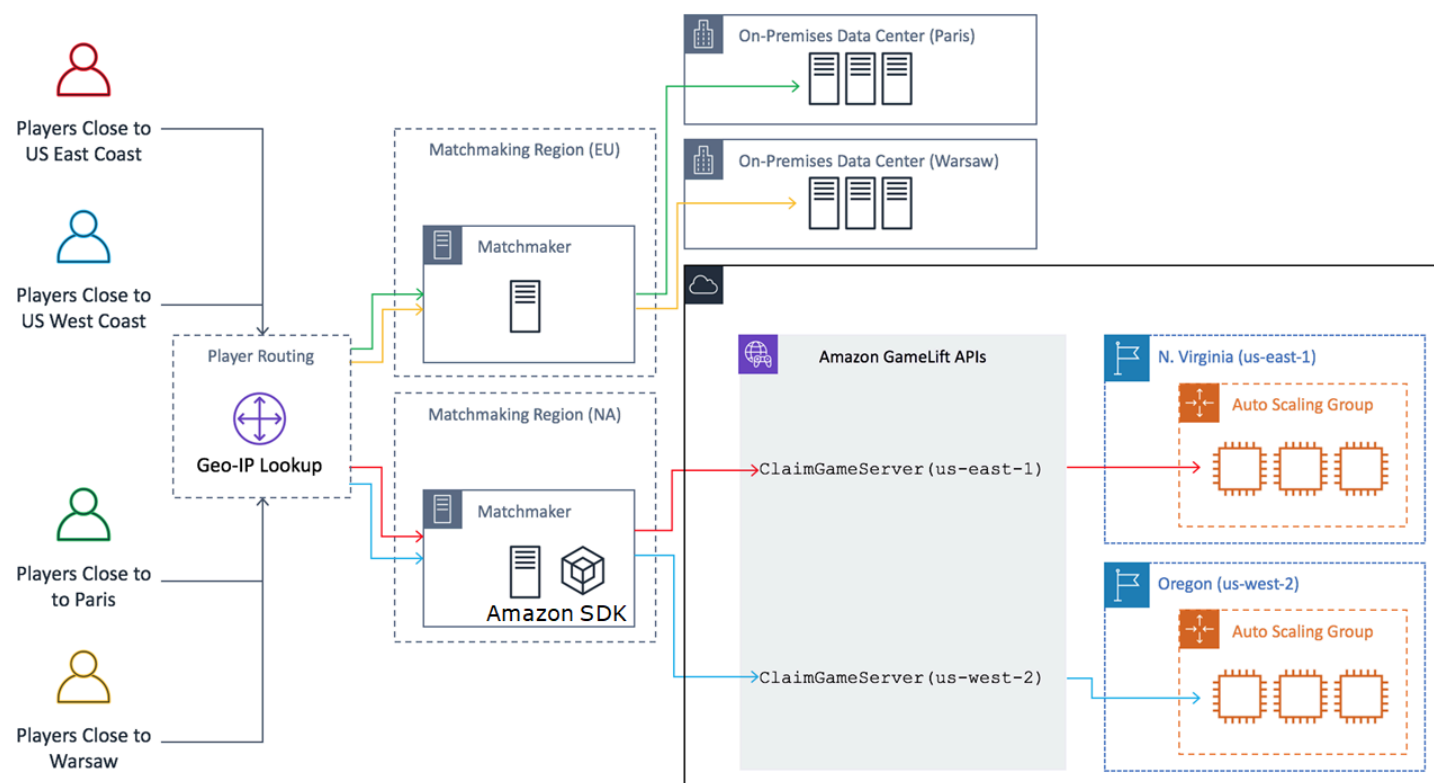 Players Close to
US East Coast
Players Close to
US West Coast
Player Routing
Geo-IP Lookup
Players Close to
to Paris
Players Close to
Warsaw
Matchmaking Region (EU)
Matchmaker
Matchmaking Region (NA)
Matchmaker
Amazon SDK
On-Premises Data Center (Paris)
On-Premises Data Center (Warsaw)
Amazon GameLift APIs
ClaimGameServer(us-east-1)
ClaimGameServer(us-west-2)
N. Virginia (us-east-1)
Auto Scaling Group
Oregon (us-west-2)
Auto Scaling Group